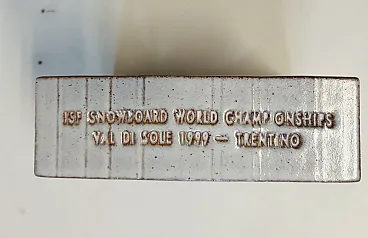 ISF SNOWBOARD WORLD CHAMPIONSHIPS
VAL DI SOLE 1999 — TRENTINO